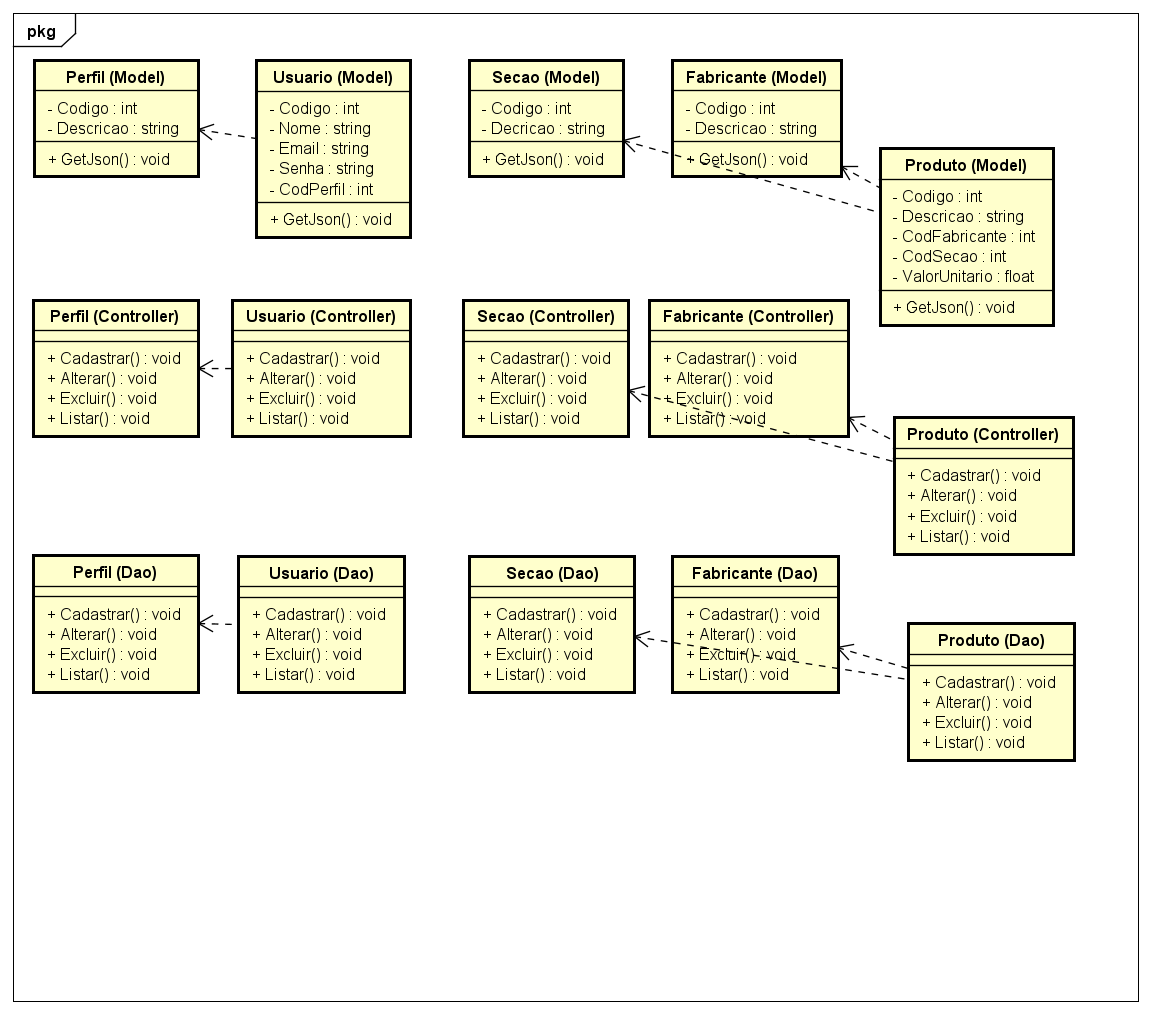 pkg
Perfil (Model)
- Codigo : int
- Descricao : string
+ GetJson() : void
Usuario (Model)
- Codigo : int
- Nome : string
- Email : string
- Senha : string
- CodPerfil : int
+ GetJson() : void
Secao (Model)
- Codigo : int
- Decricao : string
+ GetJson() : void
Fabricante (Model)
- Codigo : int
- Descricao : string
+ GetJson() : void
Produto (Model)
- Codigo : int
- Descricao : string
- CodFabricante : int
- CodSecao : int
- ValorUnitario : float
+ GetJson() : void
Perfil (Controller)
+ Cadastrar() : void
+ Alterar() : void
+ Excluir() : void
+ Listar() : void
Usuario (Controller)
+ Cadastrar() : void
+ Alterar() : void
+ Excluir() : void
+ Listar() : void
Secao (Controller)
+ Cadastrar() : void
+ Alterar() : void
+ Excluir() : void
+ Listar() : void
Fabricante (Controller)
+ Cadastrar() : void
+ Alterar() : void
+ Excluir() : void
+ Listar() : void
Produto (Controller)
+ Cadastrar() : void
+ Alterar() : void
+ Excluir() : void
+ Listar() : void
Perfil (Dao)
+ Cadastrar() : void
+ Alterar() : void
+ Excluir() : void
+ Listar() : void
Usuario (Dao)
+ Cadastrar() : void
+ Alterar() : void
+ Excluir() : void
+ Listar() : void
Secao (Dao)
+ Cadastrar() : void
+ Alterar() : void
+ Excluir() : void
+ Listar() : void
Fabricante (Dao)
+ Cadastrar() : void
+ Alterar() : void
+ Excluir() : void
+ Listar() : void
Produto (Dao)
+ Cadastrar() : void
+ Alterar() : void
+ Excluir() : void
+ Listar() : void